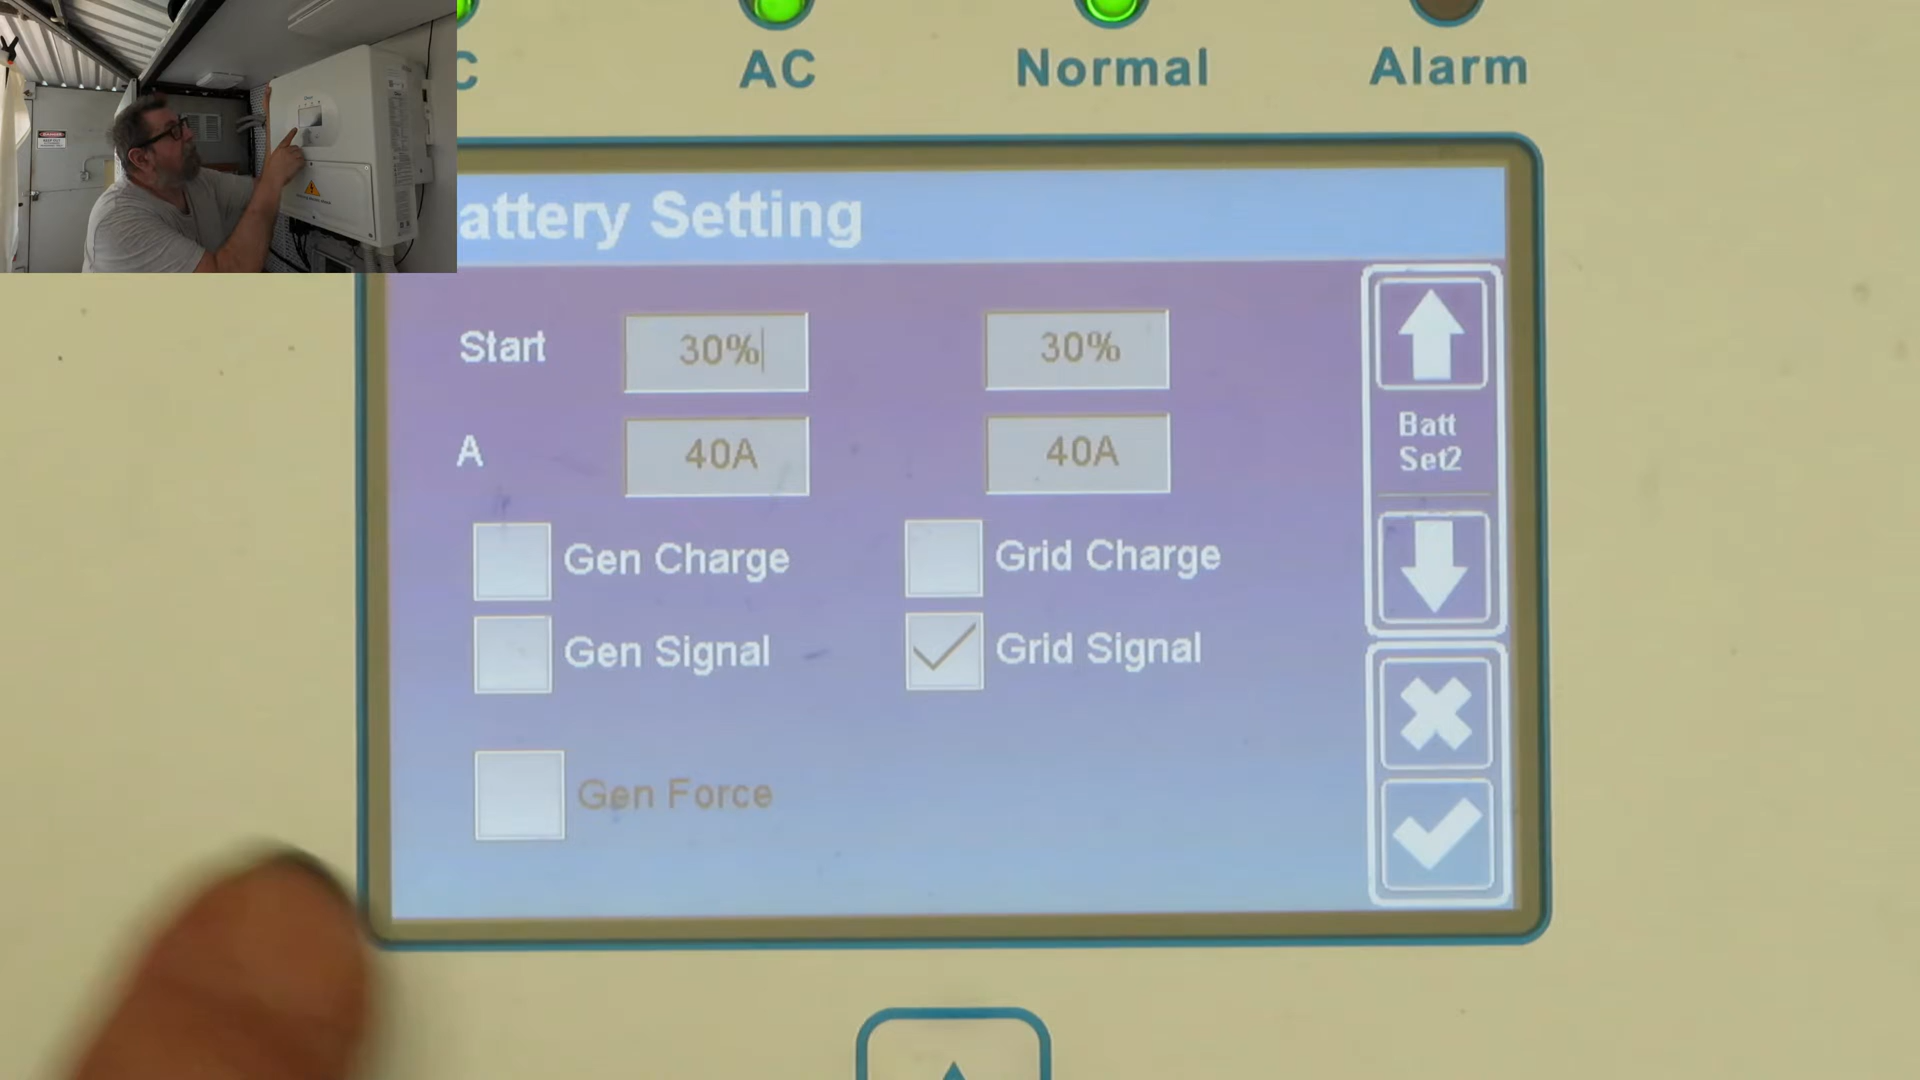 C AC Normal Alarm
attery Setting
Start 30% 30%
A 40A 40A
Batt
Set2
Gen Charge Grid Charge
Gen Signal Grid Signal
Gen Force